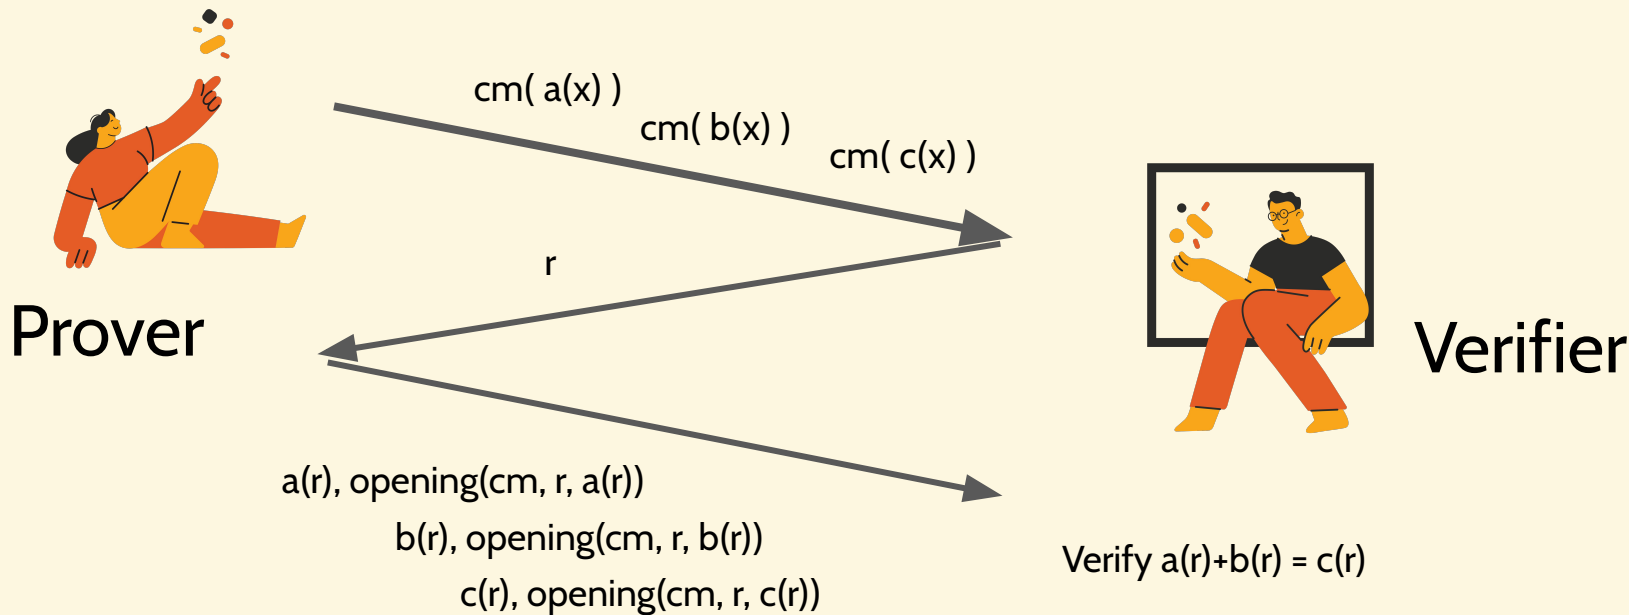 cm( a(x) )
cm( b(x) )
cm( c(x) )
r
Prover
Verifier
a(r), opening(cm, r, a(r))
b(r), opening(cm, r, b(r))
c(r), opening(cm, r, c(r))
Verify a(r)+b(r) = c(r)